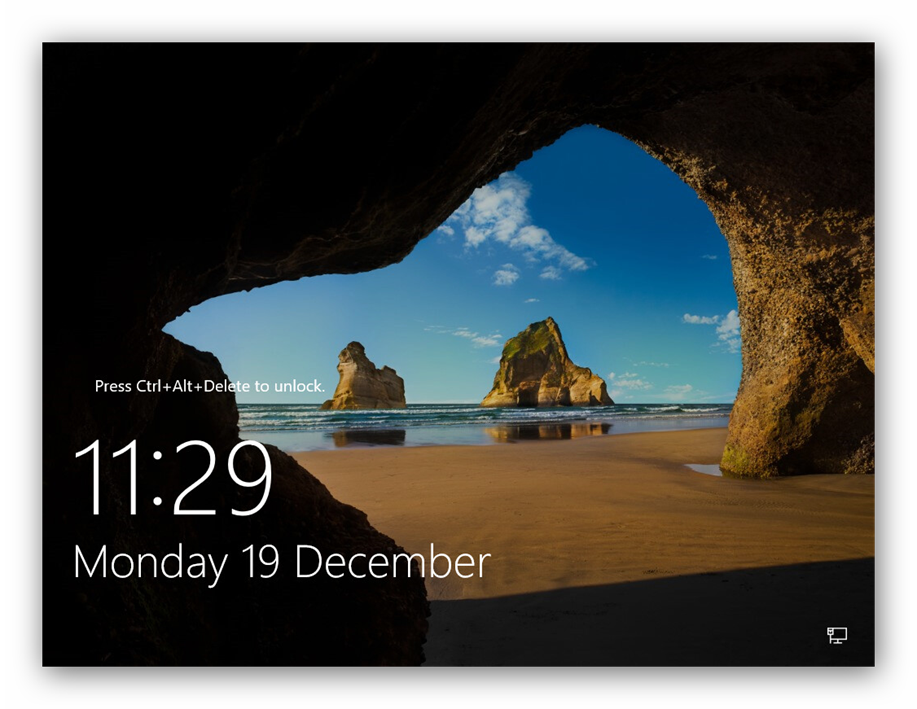 Press Ctrl+Alt+Delete to unlock.
11:29
Monday 19 December